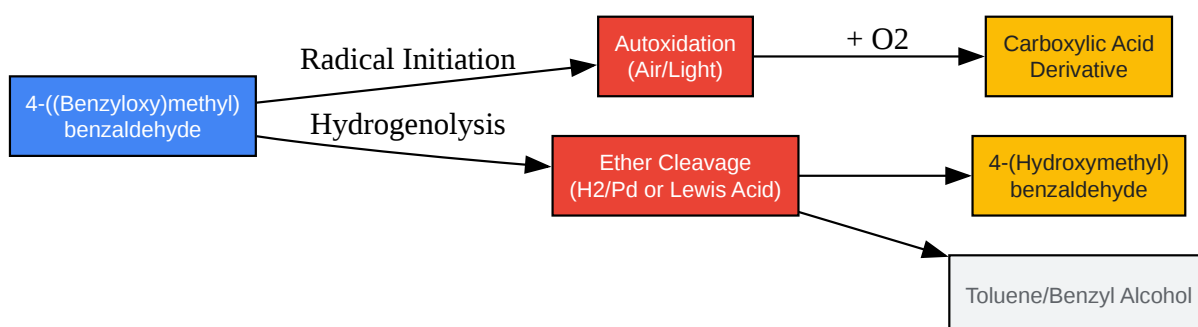 4-((Benzyloxy)methyl)
benzaldehyde
Radical Initiation
Hydrogenolysis
Autoxidation
(Air/Light)
+ O2
Carboxylic Acid
Derivative
Ether Cleavage
(H2/Pd or Lewis Acid)
4-(Hydroxymethyl)
benzaldehyde
Toluene/Benzyl Alcohol